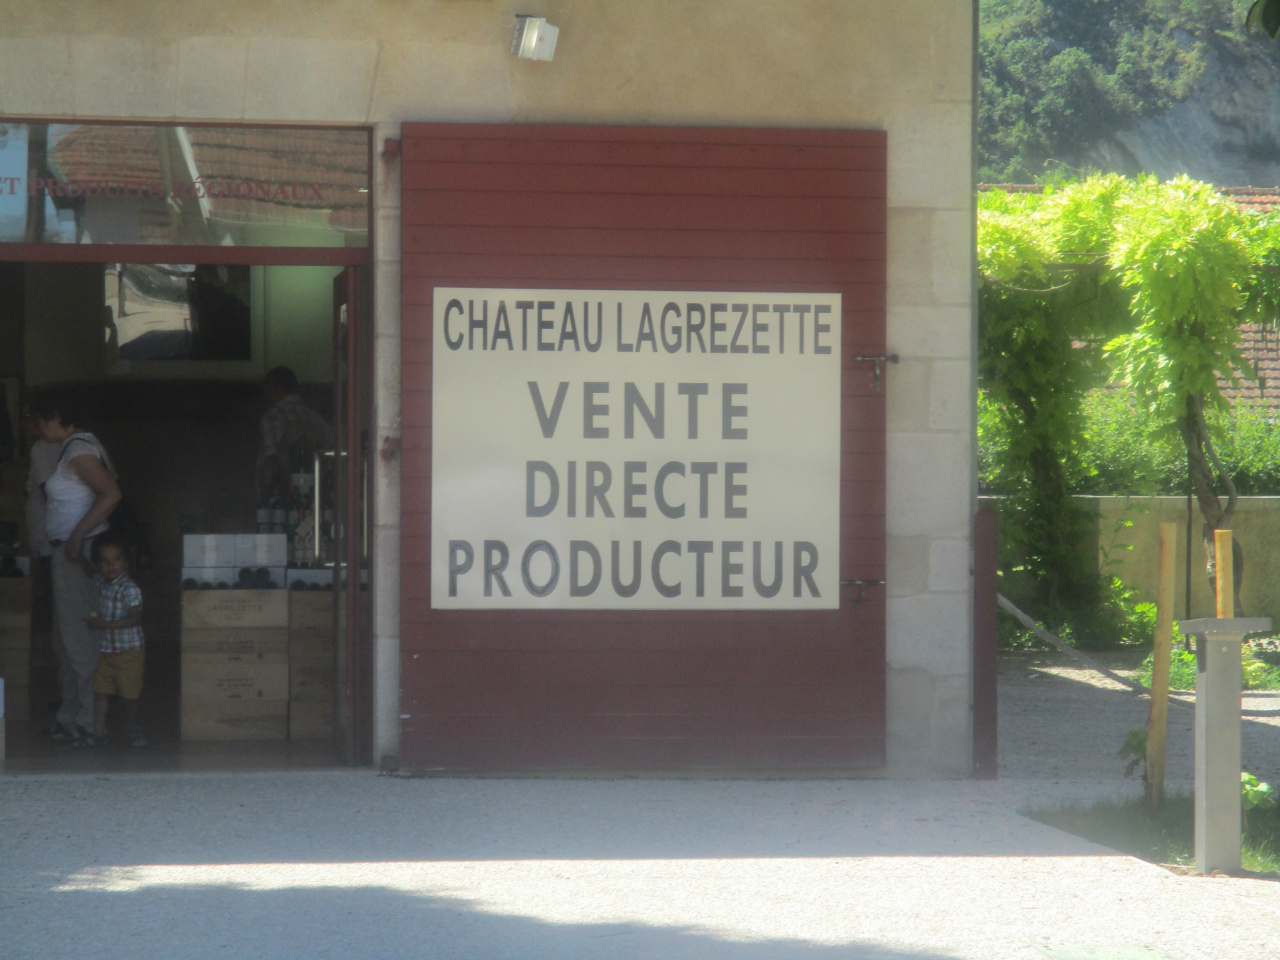 ET PRODUITS RÉGIONAUX
CHATEAU LAGREZETTE
VENTE
DIRECTE
PRODUCTEUR
LAGREZETTE